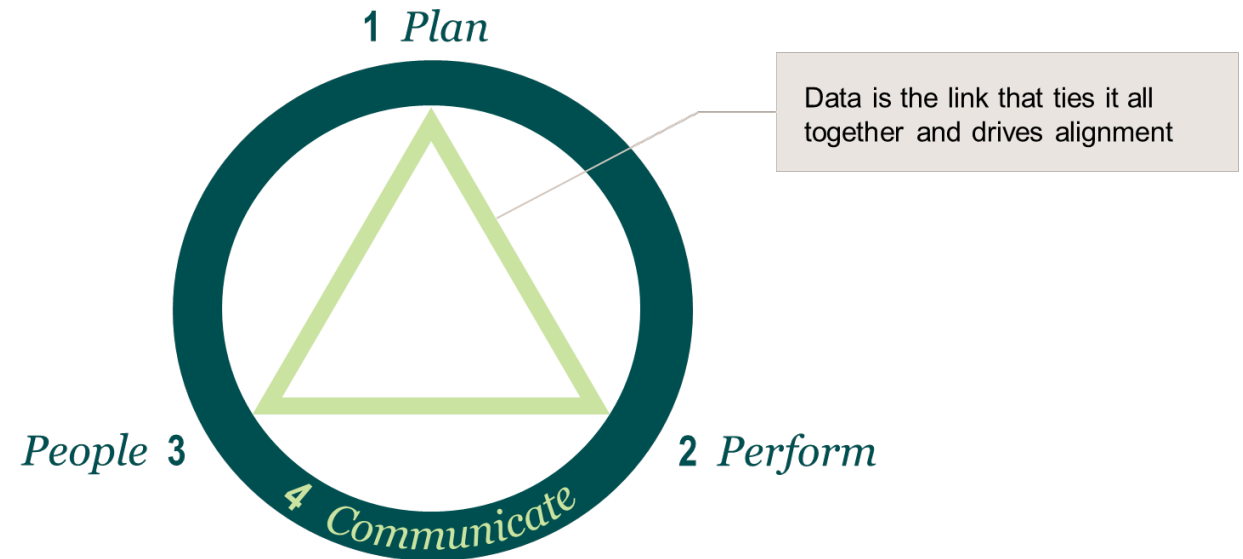 1 Plan
Data is the link that ties it all
together and drives alignment
People 3
2 Perform
4 Communicate